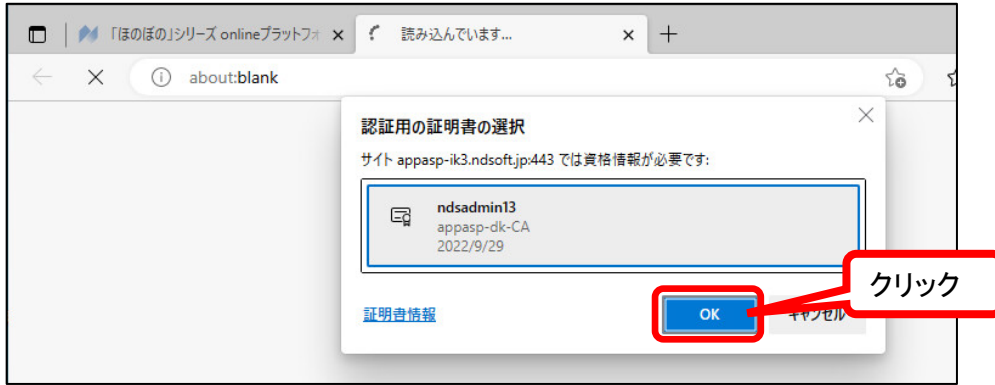 「ほのぼの」シリーズ onlineプラットフォ
読み込んでいます...
about:blank
認証用の証明書の選択
サイト appasp-ik3.ndsoft.jp:443 では資格情報が必要です:
ndsadmin13
appasp-dk-CA
2022/9/29
クリック
証明書情報
OK
キャンセル